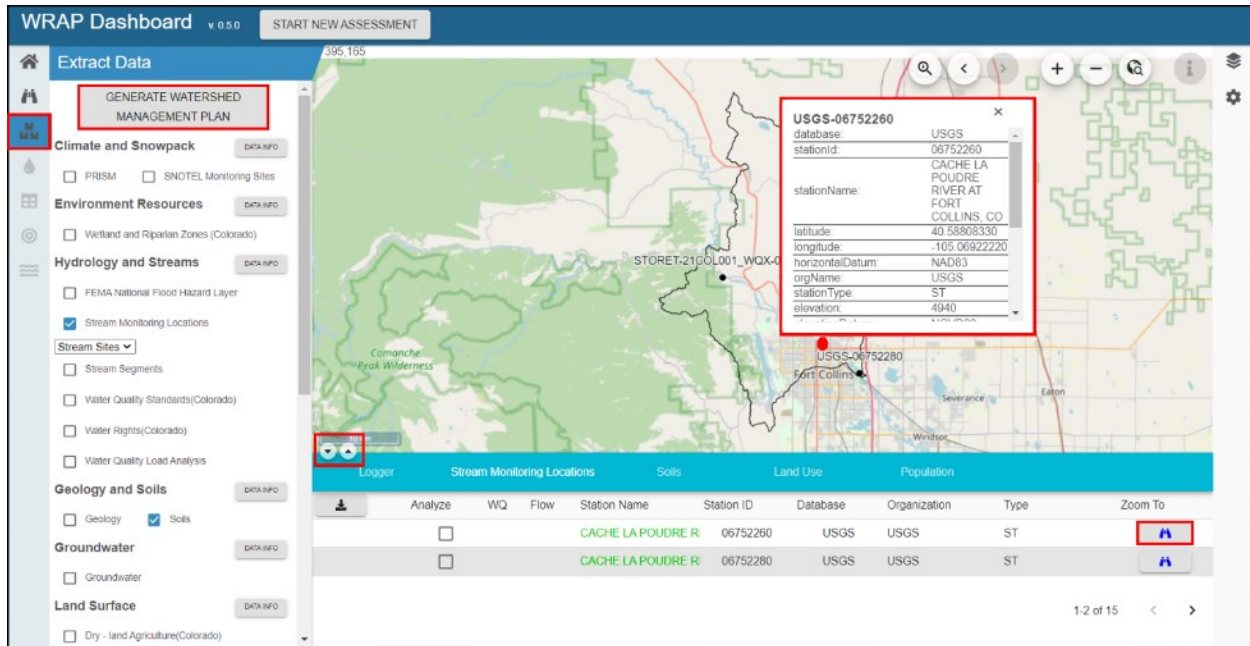 WRAP Dashboard v. 0.5.0 START NEW ASSESSMENT
Extract Data
395,165
GENERATE WATERSHED
MANAGEMENT PLAN
Climate and Snowpack DATA INFO
PRISM SNOTEL Monitoring Sites
Environment Resources DATA INFO
Wetland and Riparian Zones (Colorado)
Hydrology and Streams DATA INFO
FEMA National Flood Hazard Layer
Stream Monitoring Locations
Stream Sites
Stream Segments
Water Quality Standards(Colorado)
Water Rights(Colorado)
Water Quality Load Analysis
Geology and Soils DATA INFO
Geology Soils
Groundwater DATA INFO
Groundwater
Land Surface DATA INFO
Dry - land Agriculture(Colorado)
USGS-06752260 ×
database: USGS
stationId: 06752260
stationName: CACHE LA
POUDRE
RIVER AT
FORT
COLLINS, CO
latitude: 40.58808330
longitude: -105.06922220
horizontalDatum: NAD83
orgName: USGS
stationType: ST
elevation: 4940
STORET-21COL001_WQX-0
Comanche
Peak Wilderness
USGS-06752280
Fort Collins
Severance
Eaton
Windsor
Logger Stream Monitoring Locations Soils Land Use Population
Analyze WQ Flow Station Name Station ID Database Organization Type Zoom To
CACHE LA POUDRE R 06752260 USGS USGS ST
CACHE LA POUDRE R 06752280 USGS USGS ST
1-2 of 15 < >